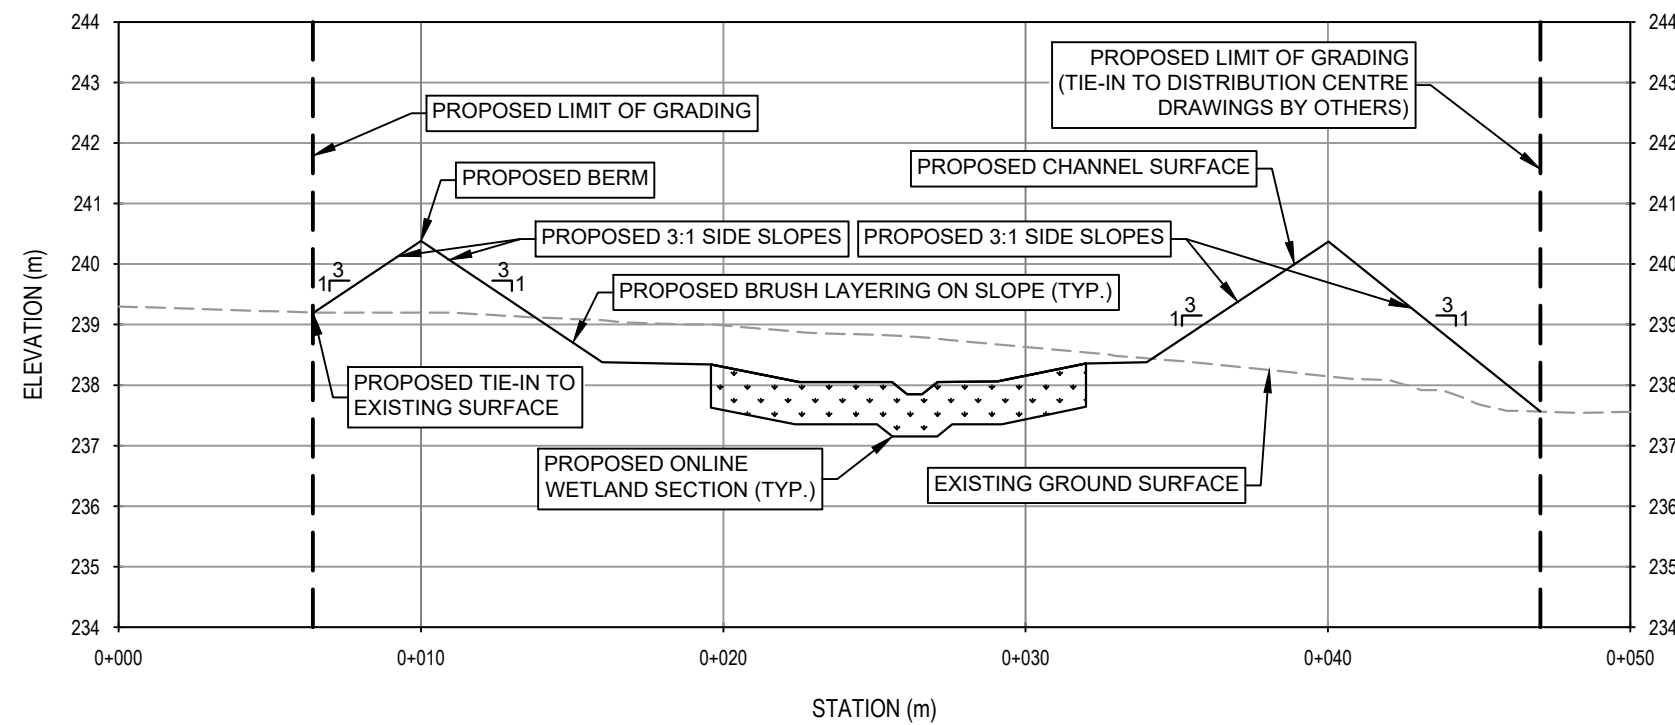 244
243
242
241
240
239
238
237
236
235
234
ELEVATION (m)
PROPOSED LIMIT OF GRADING
PROPOSED BERM
PROPOSED 3:1 SIDE SLOPES
PROPOSED BRUSH LAYERING ON SLOPE (TYP.)
3
1
3
1
PROPOSED TIE-IN TO
EXISTING SURFACE
PROPOSED ONLINE
WETLAND SECTION (TYP.)
PROPOSED LIMIT OF GRADING
(TIE-IN TO DISTRIBUTION CENTRE
DRAWINGS BY OTHERS)
PROPOSED CHANNEL SURFACE
PROPOSED 3:1 SIDE SLOPES
3
1
3
1
EXISTING GROUND SURFACE
244
243
242
241
240
239
238
237
236
235
234
0+000 0+010 0+020 0+030 0+040 0+050
STATION (m)